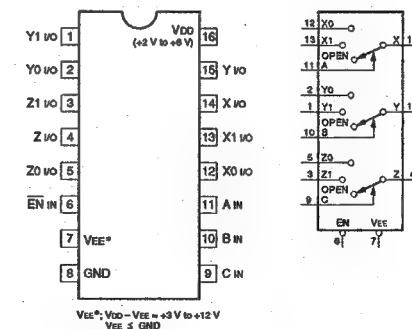 Y1 I/O 1
Y0 I/O 2
Z1 I/O 3
Z I/O 4
Z0 I/O 5
EN IN 6
7 VEE*
8 GND
VDD 16
(+2 V to +6 V)
15 Y I/O
14 X I/O
13 X1 I/O
12 X0 I/O
11 A IN
10 B IN
9 C IN
VEE*; VDD – VEE = +3 V to +12 V
VEE ≤ GND
12 X0
13 X1 X 1
OPEN
11 A
2 Y0
1 Y1 Y 1
OPEN
10 B
5 Z0
3 Z1 Z 4
OPEN
9 C
EN VEE
6 7